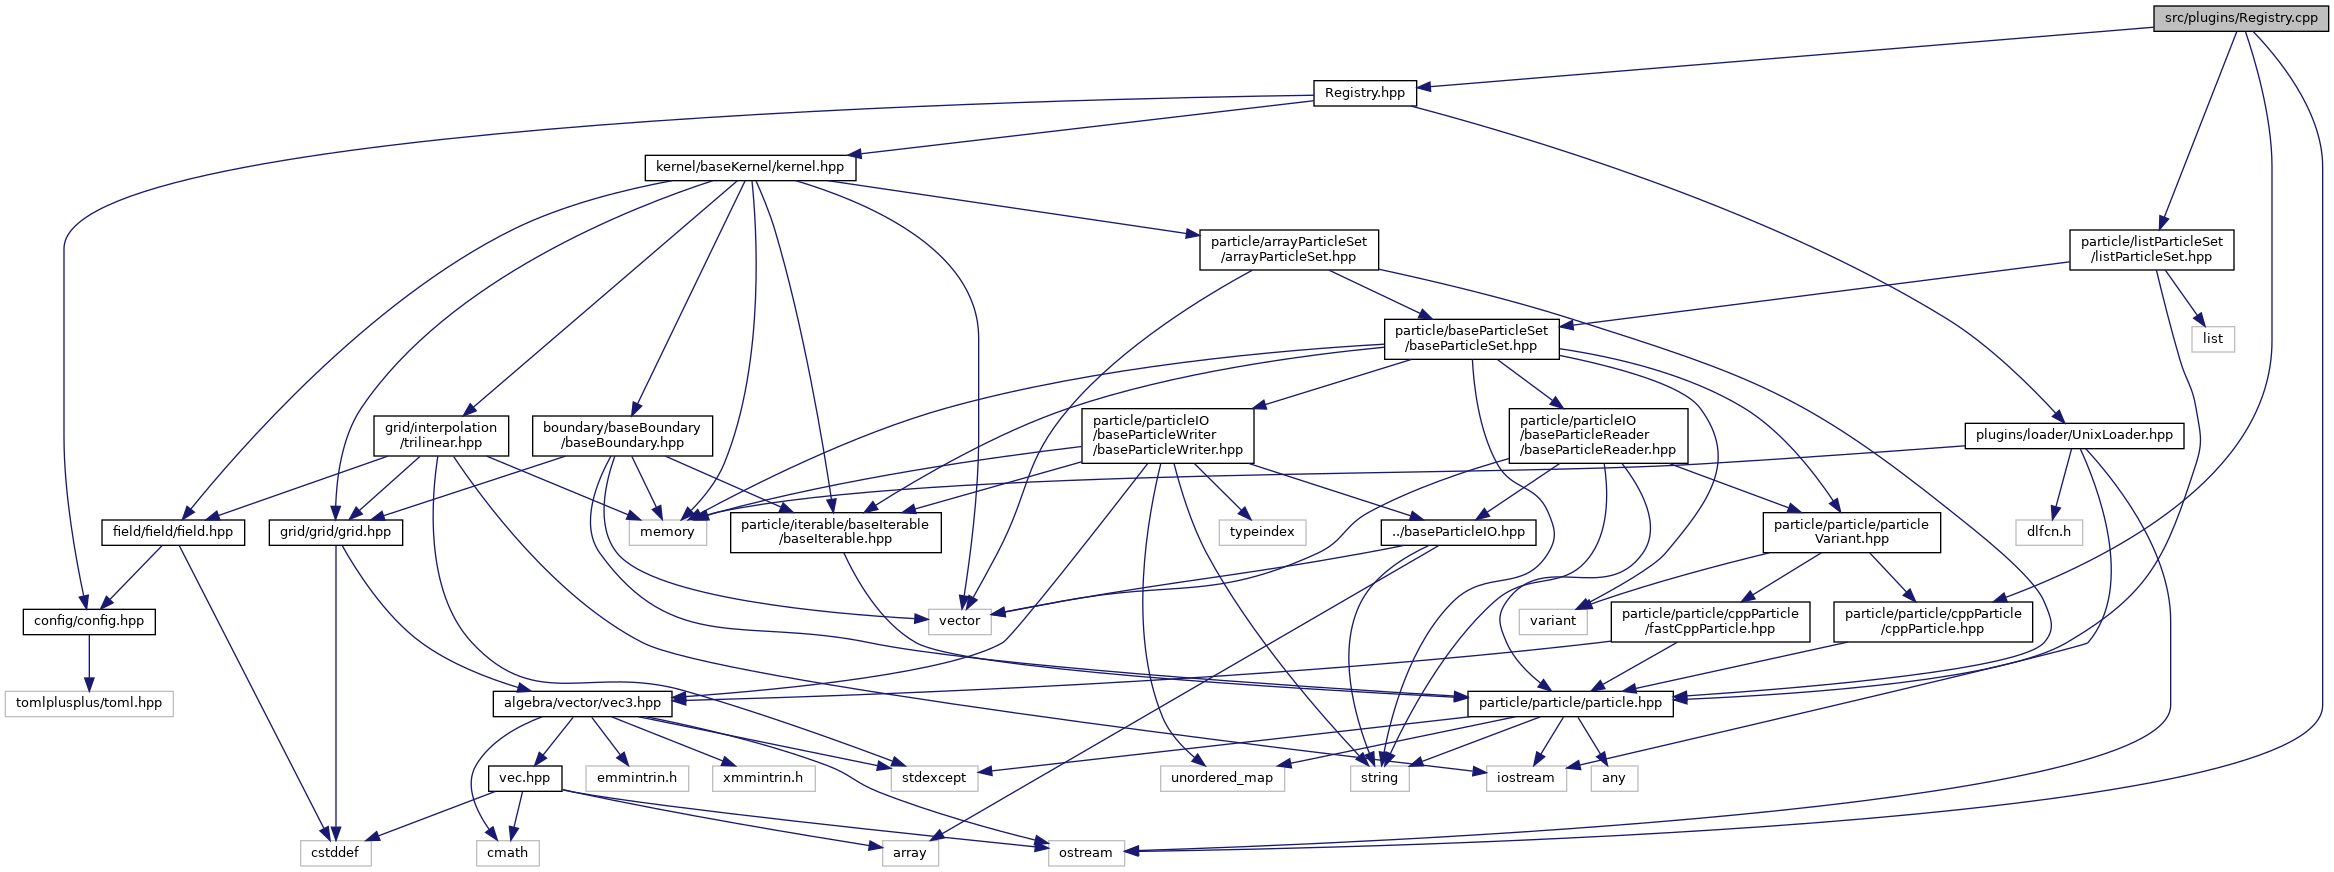 src/plugins/Registry.cpp
Registry.hpp
kernel/baseKernel/kernel.hpp
particle/arrayParticleSet
/arrayParticleSet.hpp
particle/listParticleSet
/listParticleSet.hpp
particle/baseParticleSet
/baseParticleSet.hpp
list
grid/interpolation
/trilinear.hpp
boundary/baseBoundary
/baseBoundary.hpp
particle/particleIO
/baseParticleWriter
/baseParticleWriter.hpp
particle/particleIO
/baseParticleReader
/baseParticleReader.hpp
plugins/loader/UnixLoader.hpp
field/field/field.hpp
grid/grid/grid.hpp
memory
particle/iterable/baseIterable
/baseIterable.hpp
typeindex
../baseParticleIO.hpp
particle/particle/particle
Variant.hpp
dlfcn.h
config/config.hpp
vector
variant
particle/particle/cppParticle
/fastCppParticle.hpp
particle/particle/cppParticle
/cppParticle.hpp
tomlplusplus/toml.hpp
algebra/vector/vec3.hpp
particle/particle/particle.hpp
vec.hpp
emmintrin.h
xmmintrin.h
stdexcept
unordered_map
string
iostream
any
cstddef
cmath
array
ostream